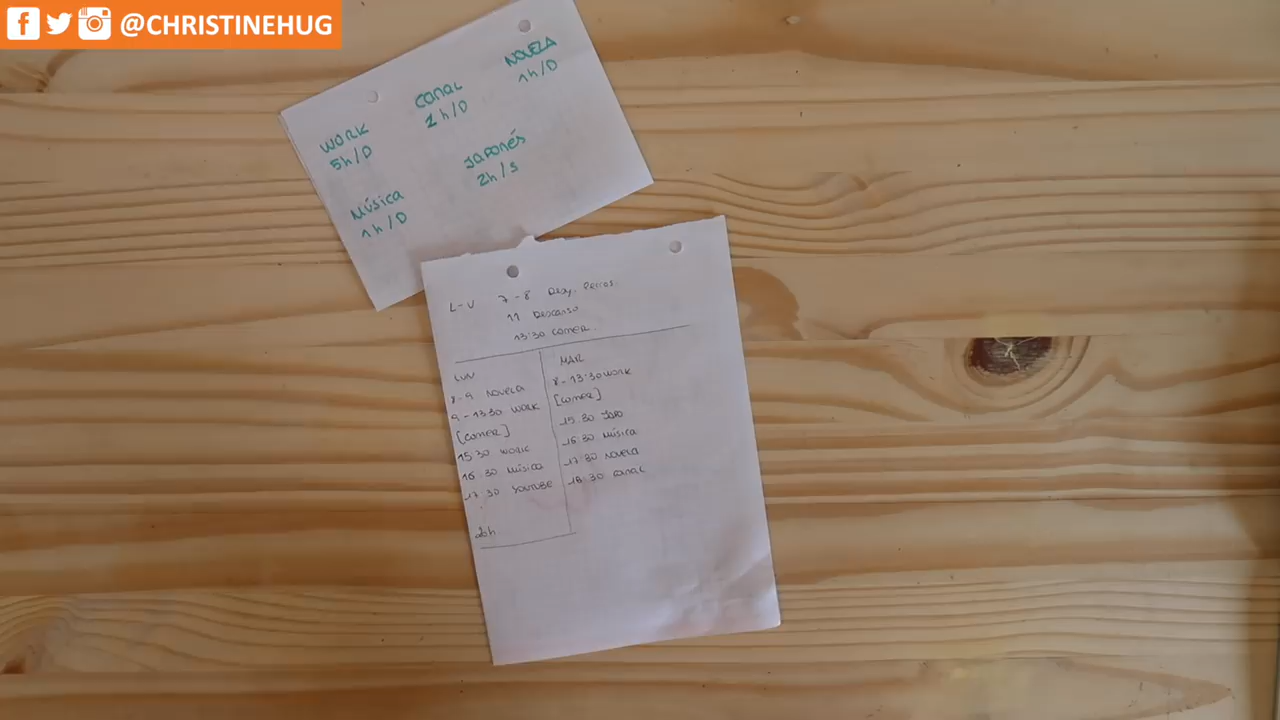 @CHRISTINEHUG
NOVELA
1h/D
CANAL
1h/D
WORK
5h/D
JAPONÉS
2h/S
MÚSICA
1h/D
L-V 7-8 Desy. Perros.
11 Descanso
13:30 comer.
LUN
8-9 NOVELA
9-13:30 WORK
[COMER]
15:30 WORK
16:30 MÚSICA
17:30 YOUTUBE
20h
MAR
8-13:30 WORK
[COMER]
15:30 JAPO
16:30 MÚSICA
17:30 NOVELA
18:30 CANAL